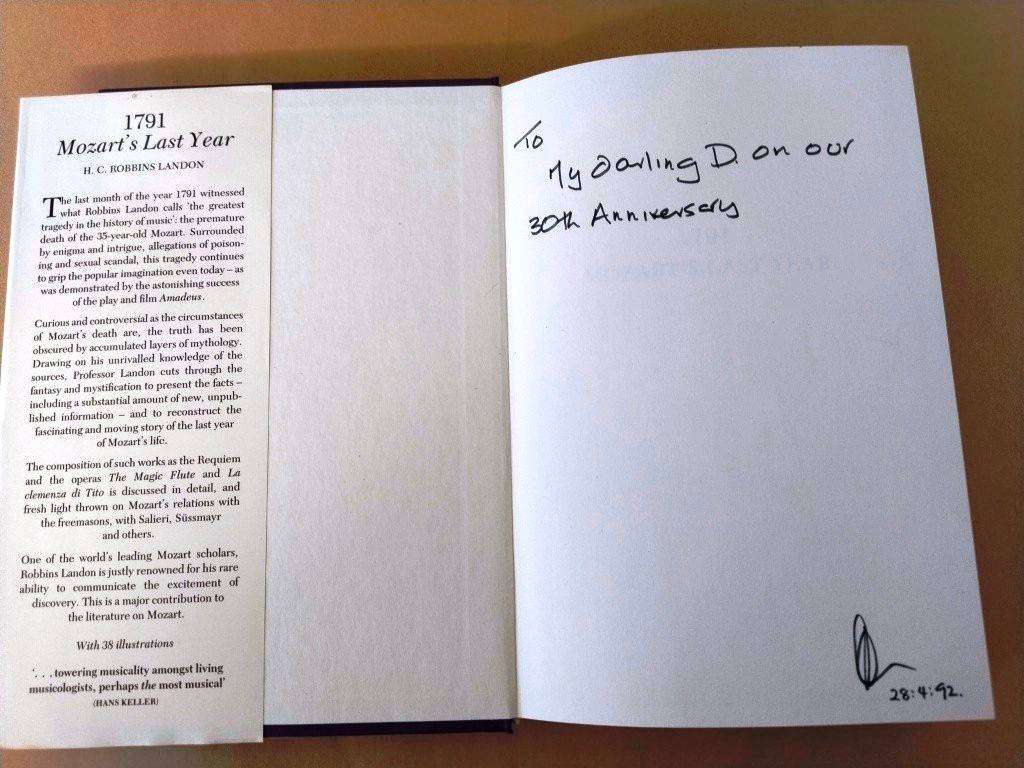 1791
Mozart's Last Year
H. C. ROBBINS LANDON
The last month of the year 1791 witnessed
what Robbins Landon calls 'the greatest
tragedy in the history of music': the premature
death of the 35-year-old Mozart. Surrounded
by enigma and intrigue, allegations of poison-
ing and sexual scandal, this tragedy continues
to grip the popular imagination even today – as
was demonstrated by the astonishing success
of the play and film Amadeus.
Curious and controversial as the circumstances
of Mozart's death are, the truth has been
obscured by accumulated layers of mythology.
Drawing on his unrivalled knowledge of the
sources, Professor Landon cuts through the
fantasy and mystification to present the facts –
including a substantial amount of new, unpub-
lished information – and to reconstruct the
fascinating and moving story of the last year
of Mozart's life.
The composition of such works as the Requiem
and the operas The Magic Flute and La
clemenza di Tito is discussed in detail, and
fresh light thrown on Mozart's relations with
the freemasons, with Salieri, Süssmayr
and others.
One of the world's leading Mozart scholars,
Robbins Landon is justly renowned for his rare
ability to communicate the excitement of
discovery. This is a major contribution to
the literature on Mozart.
With 38 illustrations
'. . . towering musicality amongst living
musicologists, perhaps the most musical'
(HANS KELLER)
To
My darling D. on our
30th Anniversary
28:4:92.